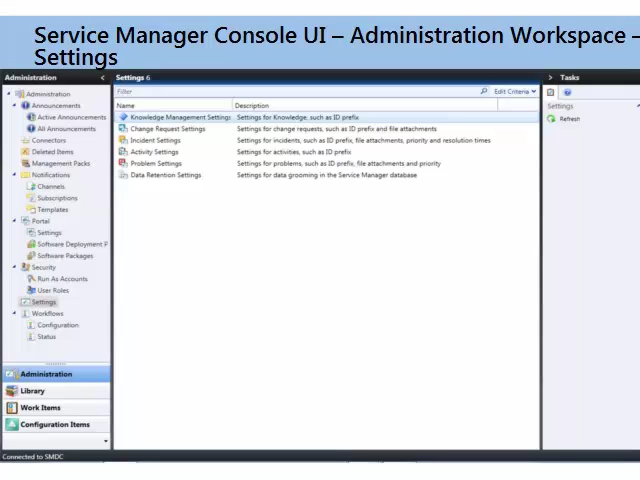 Service Manager Console UI – Administration Workspace –
Settings
Administration
Administration
Announcements
Active Announcements
All Announcements
Connectors
Deleted Items
Management Packs
Notifications
Channels
Subscriptions
Templates
Portal
Settings
Software Deployment P
Software Packages
Security
Run As Accounts
User Roles
Settings
Workflows
Configuration
Status
Administration
Library
Work Items
Configuration Items
Connected to SMDC
Settings 6
Filter
Edit Criteria
Name Description
Knowledge Management Settings Settings for Knowledge, such as ID prefix
Change Request Settings Settings for change requests, such as ID prefix and file attachments
Incident Settings Settings for incidents, such as ID prefix, file attachments, priority and resolution times
Activity Settings Settings for activities, such as ID prefix
Problem Settings Settings for problems, such as ID prefix, file attachments and priority
Data Retention Settings Settings for data grooming in the Service Manager database
Tasks
Settings
Refresh